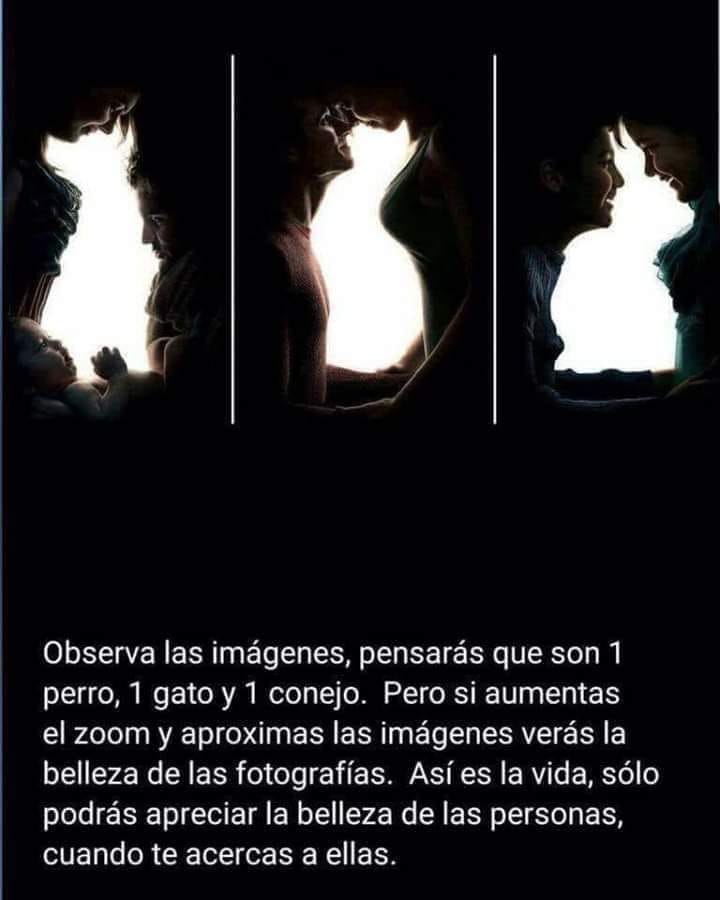 Observa las imágenes, pensarás que son 1
perro, 1 gato y 1 conejo.  Pero si aumentas
el zoom y aproximas las imágenes verás la
belleza de las fotografías.  Así es la vida, sólo
podrás apreciar la belleza de las personas,
cuando te acercas a ellas.